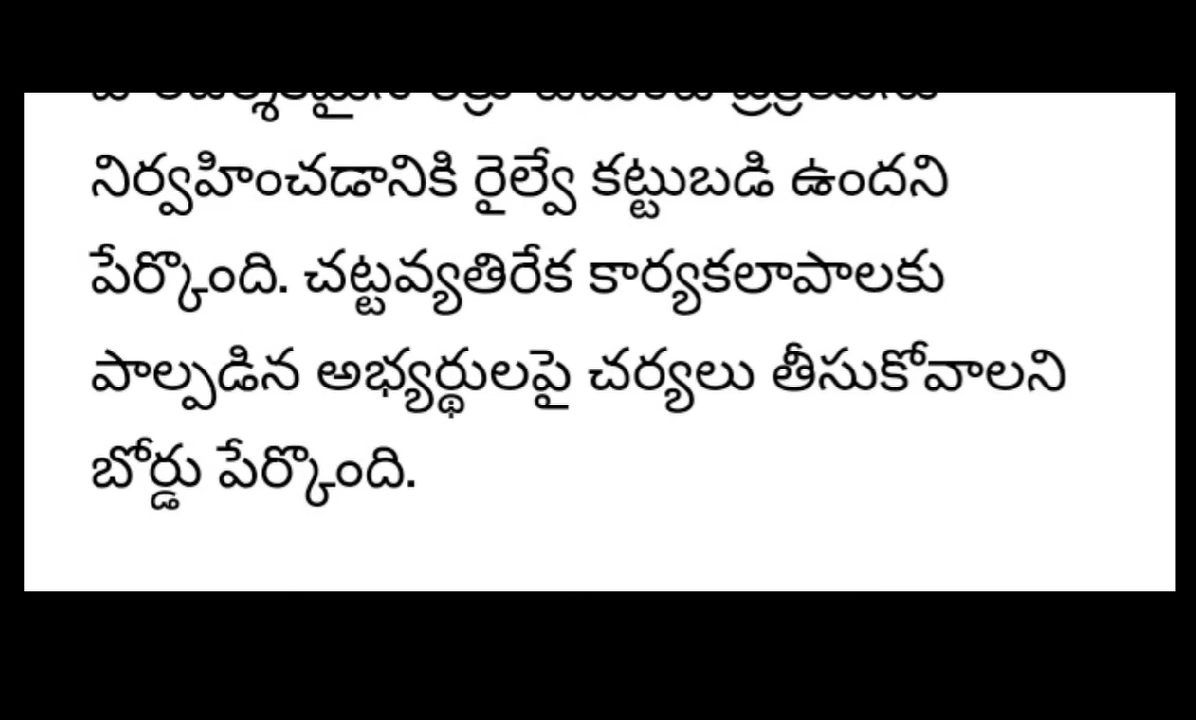 నిర్వహించడానికి రైల్వే కట్టుబడి ఉందని
పేర్కొంది. చట్టవ్యతిరేక కార్యకలాపాలకు
పాల్పడిన అభ్యర్థులపై చర్యలు తీసుకోవాలని
బోర్డు పేర్కొంది.